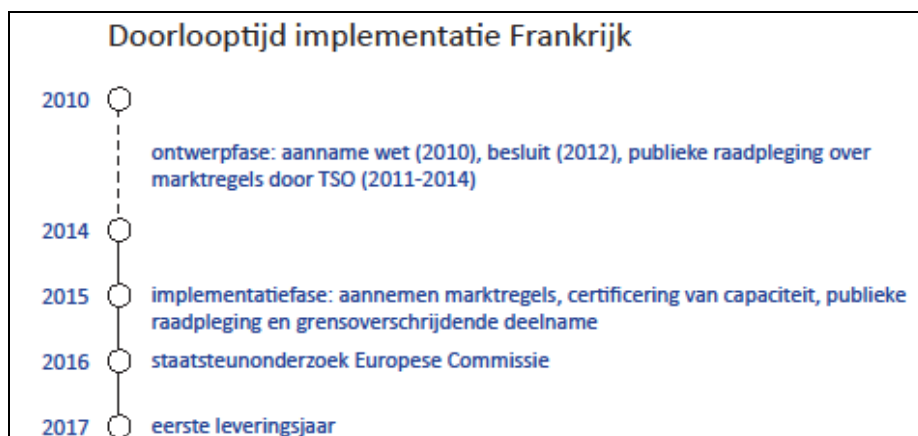 Doorlooptijd implementatie Frankrijk
2010
ontwerpfase: aanname wet (2010), besluit (2012), publieke raadpleging over
marktregels door TSO (2011-2014)
2014
2015 implementatiefase: aannemen marktregels, certificering van capaciteit, publieke
raadpleging en grensoverschrijdende deelname
2016 staatsteunonderzoek Europese Commissie
2017 eerste leveringsjaar